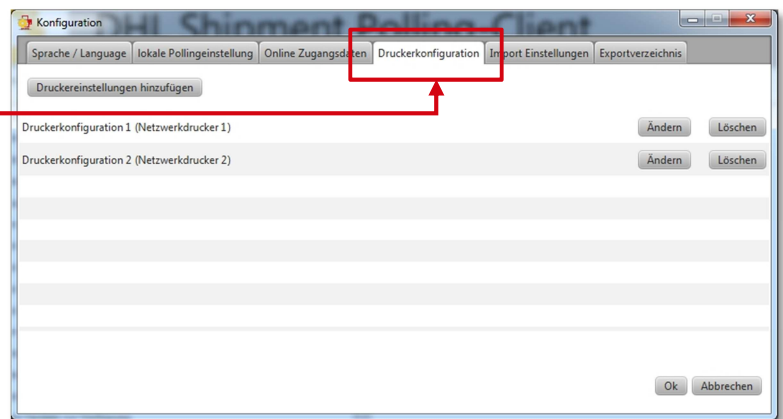 DHL Shipment Polling Client
Konfiguration
Sprache / Language lokale Pollingeinstellung Online Zugangsdaten Druckerkonfiguration Import Einstellungen Exportverzeichnis
Druckereinstellungen hinzufügen
Druckerkonfiguration 1 (Netzwerkdrucker 1) Ändern Löschen
Druckerkonfiguration 2 (Netzwerkdrucker 2) Ändern Löschen
Ok Abbrechen